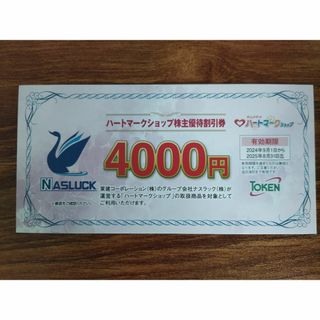 ハートマークショップ株主優待割引券
ハートマークショップ
4000円
有効期限
2024年9月1日から
2025年8月31日迄
NASLUCK
東建コーポレーション(株)のグループ会社ナスラック(株)が
運営する「ハートマークショップ」の取扱商品を対象として
ご利用いただけます。
TOKEN